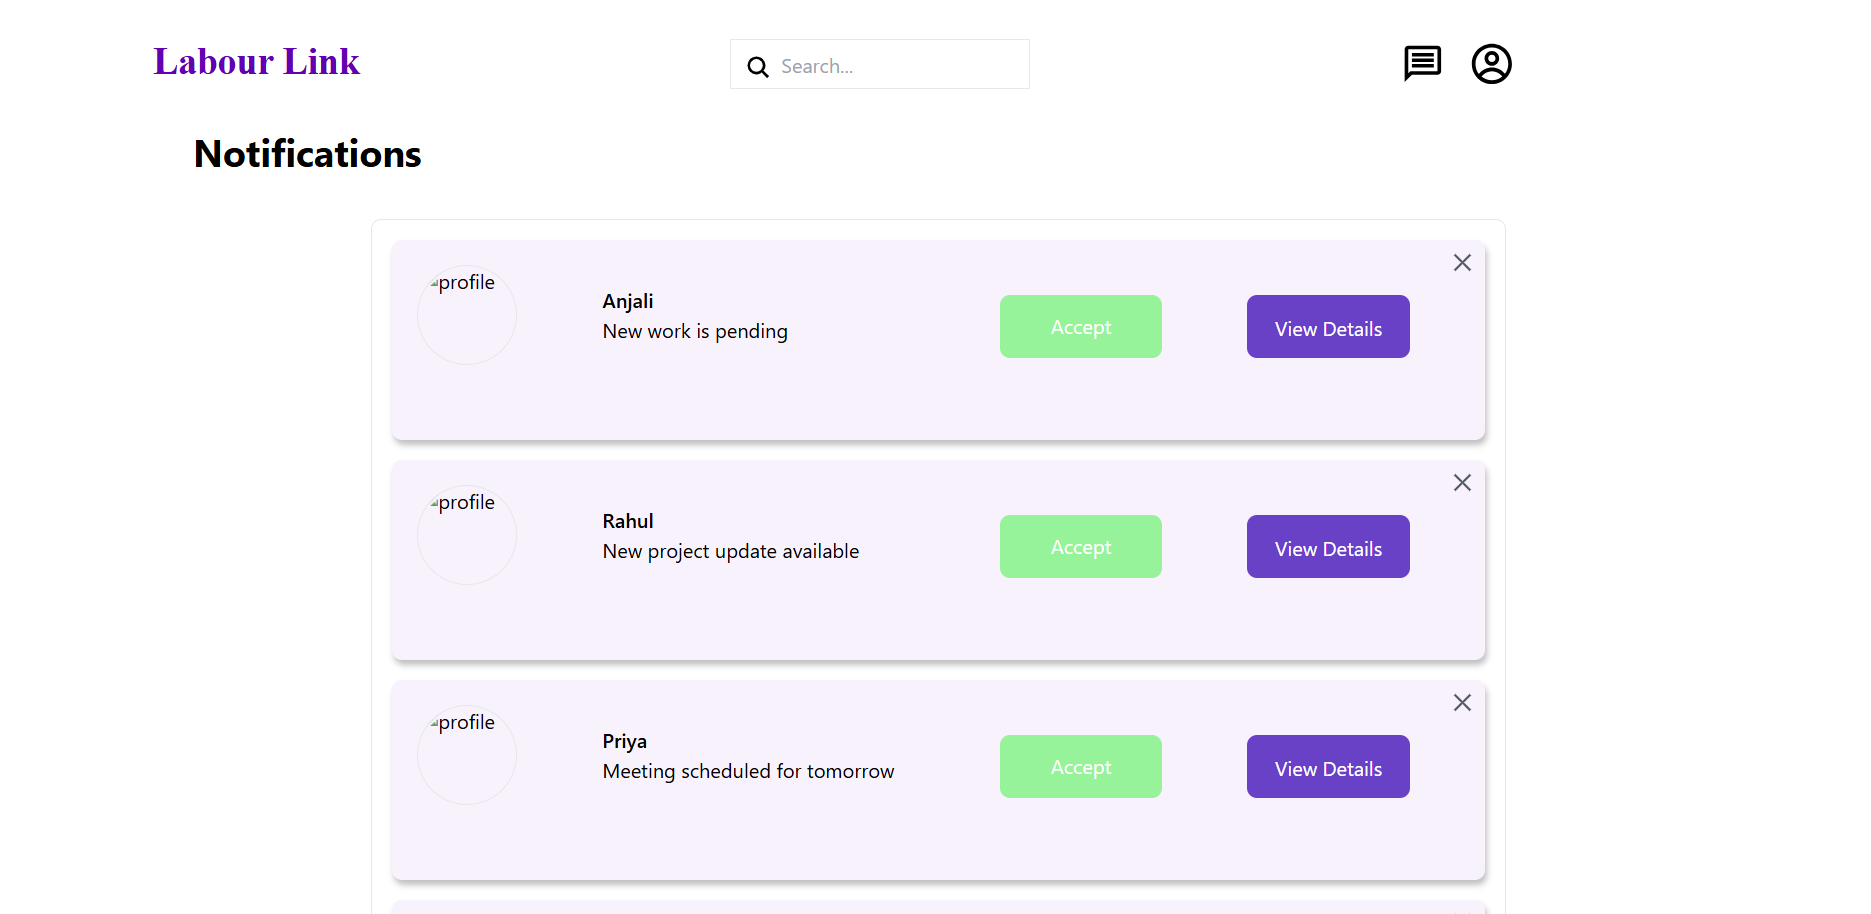 Labour Link
Search...
Notifications
profile
Anjali
New work is pending
Accept
View Details
profile
Rahul
New project update available
Accept
View Details
profile
Priya
Meeting scheduled for tomorrow
Accept
View Details